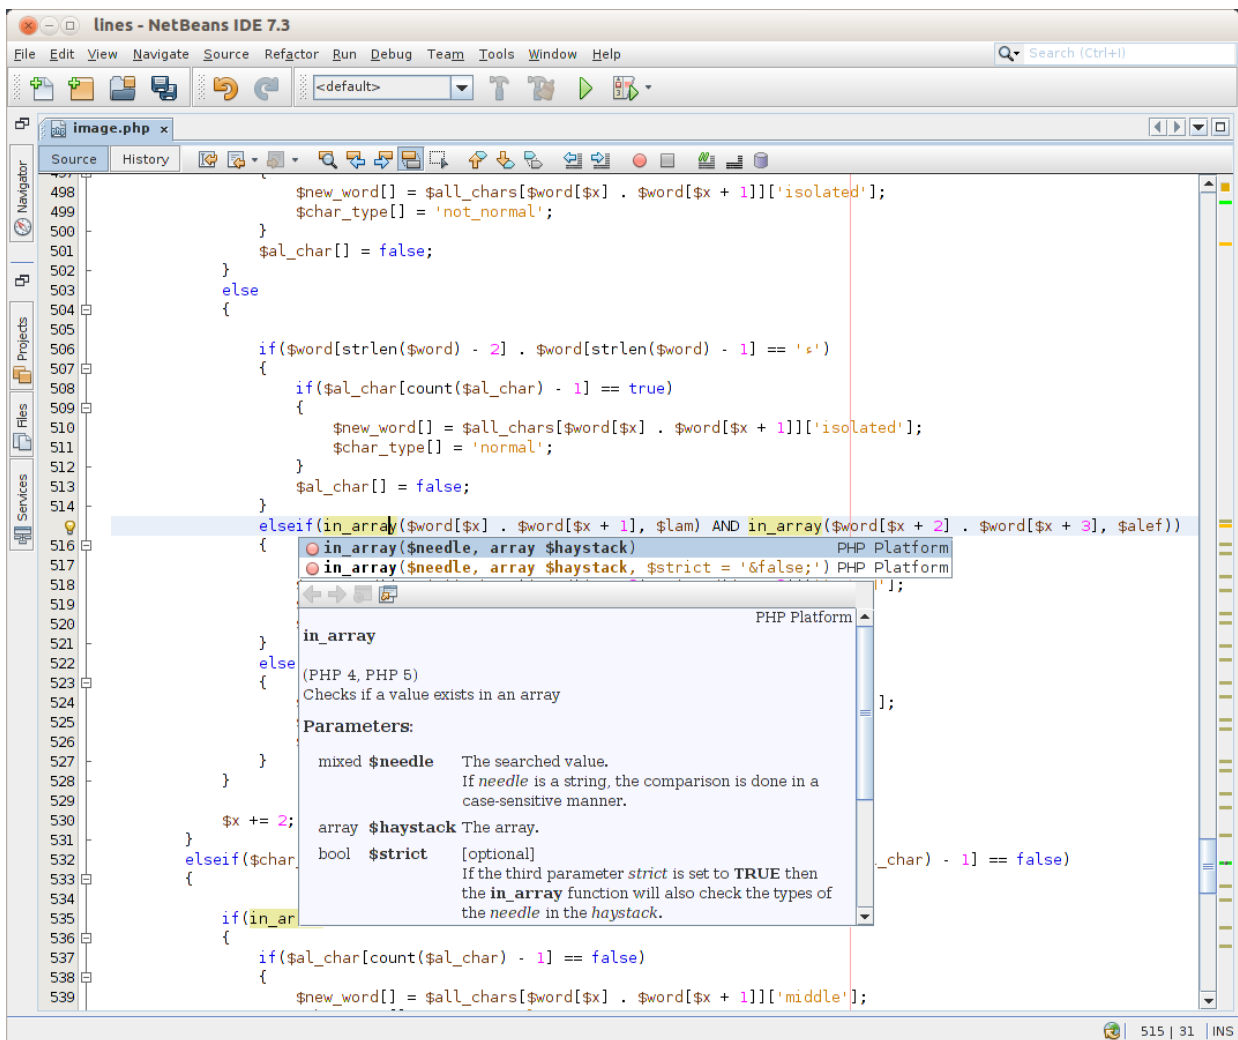 lines - NetBeans IDE 7.3
File Edit View Navigate Source Refactor Run Debug Team Tools Window Help
Search (Ctrl+I)
<default>
image.php x
Source History
Navigator
Projects
Files
Services
498 $new_word[] = $all_chars[$word[$x] . $word[$x + 1]]['isolated'];
499 $char_type[] = 'not_normal';
500 }
501 $al_char[] = false;
502 }
503 else
504 {
505
506 if($word[strlen($word) - 2] . $word[strlen($word) - 1] == 'ء')
507 {
508 if($al_char[count($al_char) - 1] == true)
509 {
510 $new_word[] = $all_chars[$word[$x] . $word[$x + 1]]['isolated'];
511 $char_type[] = 'normal';
512 }
513 $al_char[] = false;
514 }
elseif(in_array($word[$x] . $word[$x + 1], $lam) AND in_array($word[$x + 2] . $word[$x + 3], $alef))
516 {
in_array($needle, array $haystack) PHP Platform
517
in_array($needle, array $haystack, $strict = '&false;') PHP Platform
518 '];
519
520
521 }
522 else
523 {
524 ];
525
526
527 }
528 }
529
530 $x += 2;
531 }
532 elseif($char_ _char) - 1] == false)
533 {
534
535 if(in_ar
536 {
537 if($al_char[count($al_char) - 1] == false)
538 {
539 $new_word[] = $all_chars[$word[$x] . $word[$x + 1]]['middle'];
PHP Platform
in_array
(PHP 4, PHP 5)
Checks if a value exists in an array
Parameters:
mixed $needle The searched value.
If needle is a string, the comparison is done in a
case-sensitive manner.
array $haystack The array.
bool $strict [optional]
If the third parameter strict is set to TRUE then
the in_array function will also check the types of
the needle in the haystack.
515 | 31 INS